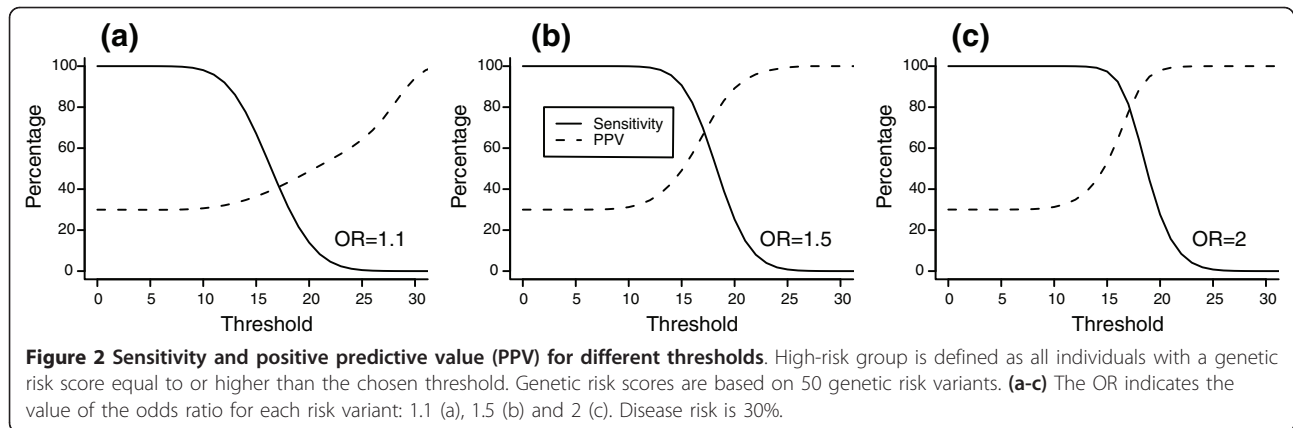 (a)
(b)
(c)
Percentage
100
80
60
40
20
0
OR=1.1
0 5 10 15 20 25 30
Threshold
Percentage
100
80
60
40
20
0
Sensitivity
PPV
OR=1.5
0 5 10 15 20 25 30
Threshold
Percentage
100
80
60
40
20
0
OR=2
0 5 10 15 20 25 30
Threshold
Figure 2 Sensitivity and positive predictive value (PPV) for different thresholds. High-risk group is defined as all individuals with a genetic
risk score equal to or higher than the chosen threshold. Genetic risk scores are based on 50 genetic risk variants. (a-c) The OR indicates the
value of the odds ratio for each risk variant: 1.1 (a), 1.5 (b) and 2 (c). Disease risk is 30%.